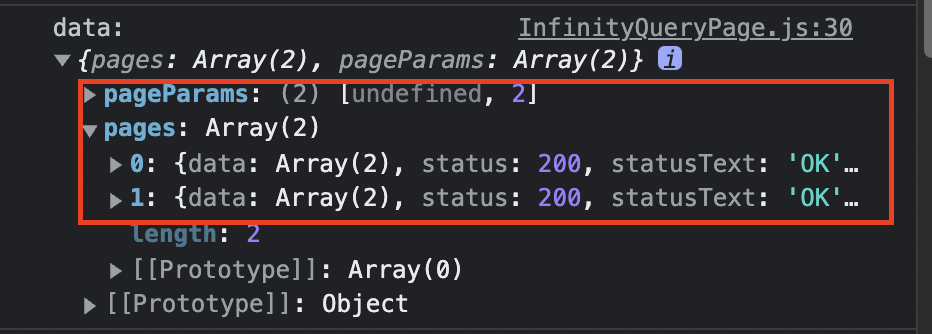 data: InfinityQueryPage.js:30
▼{pages: Array(2), pageParams: Array(2)} i
▶pageParams: (2) [undefined, 2]
▼pages: Array(2)
▶0: {data: Array(2), status: 200, statusText: 'OK'…
▶1: {data: Array(2), status: 200, statusText: 'OK'…
length: 2
▶[[Prototype]]: Array(0)
▶[[Prototype]]: Object